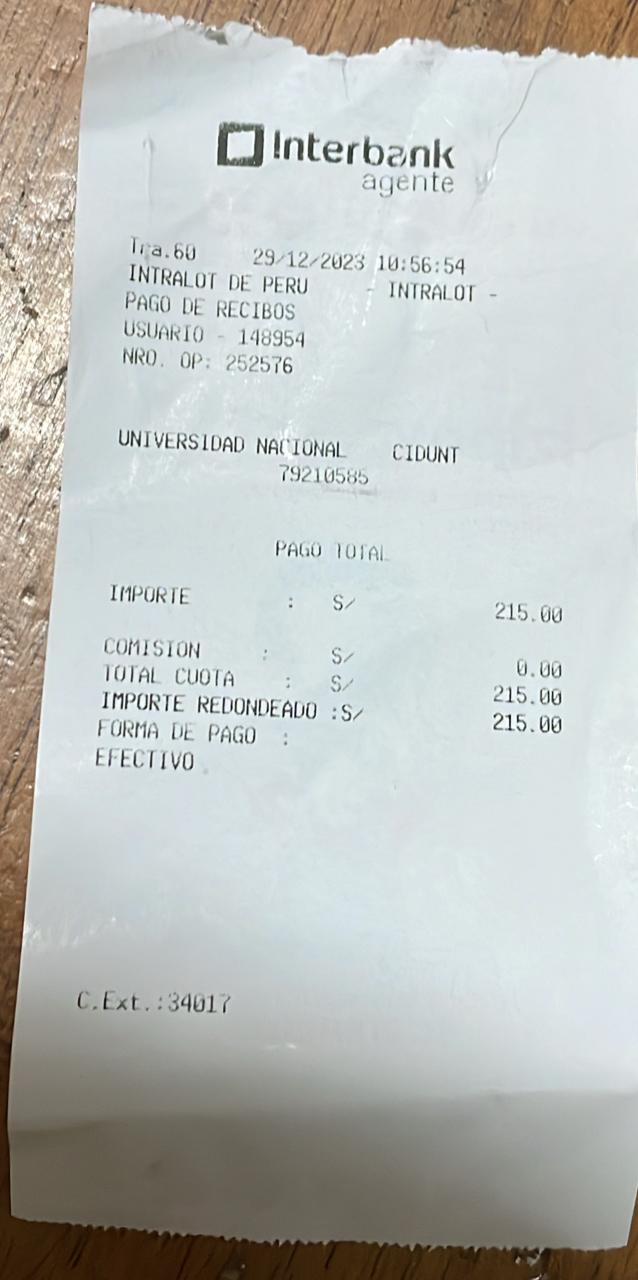 Interbank
agente
Tra.60 29/12/2023 10:56:54
INTRALOT DE PERU - INTRALOT -
PAGO DE RECIBOS
USUARIO - 148954
NRO. OP: 252576
UNIVERSIDAD NACIONAL CIDUNT
79210585
PAGO TOTAL
IMPORTE : S/ 215.00
COMISION : S/ 0.00
TOTAL CUOTA : S/ 215.00
IMPORTE REDONDEADO :S/ 215.00
FORMA DE PAGO :
EFECTIVO
C.Ext.:34017